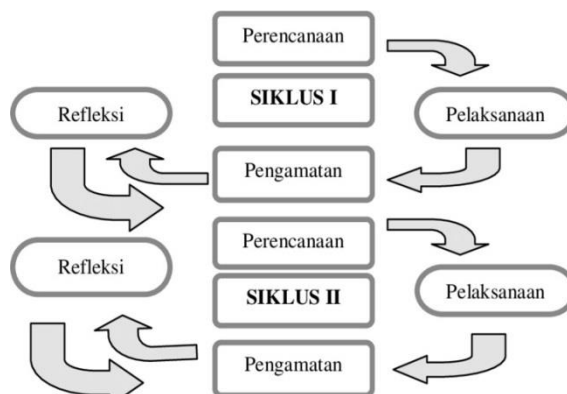 Perencanaan
SIKLUS I
Refleksi
Pelaksanaan
Pengamatan
Perencanaan
Refleksi
SIKLUS II
Pelaksanaan
Pengamatan